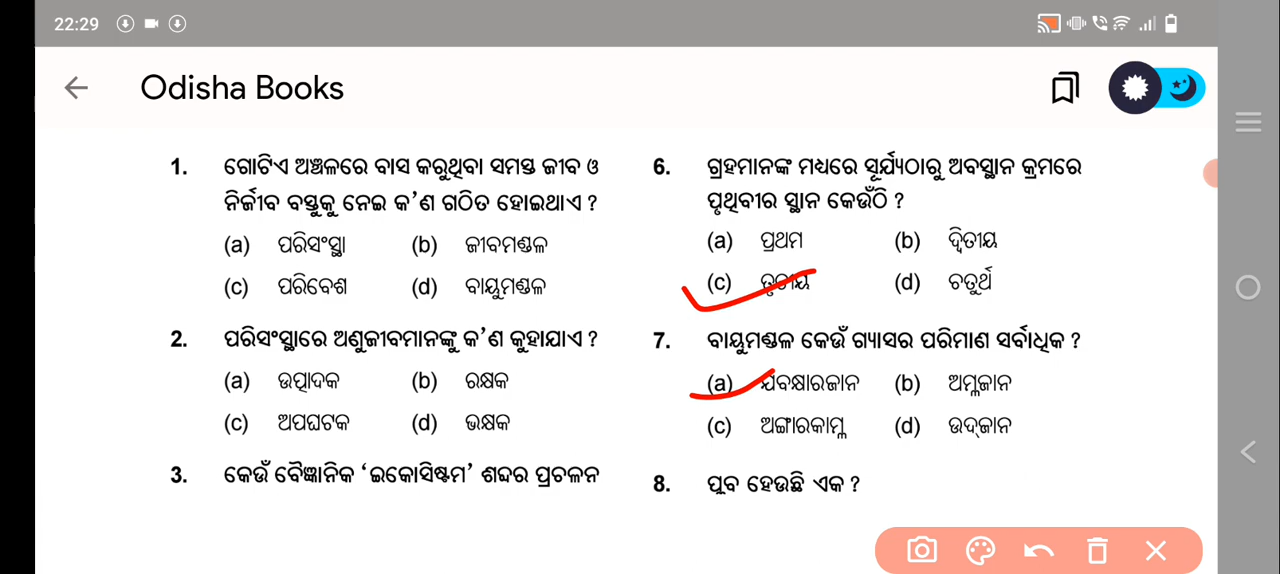 22:29
Odisha Books
1. ଗୋଟିଏ ଅଞ୍ଚଳରେ ବାସ କରୁଥିବା ସମସ୍ତ ଜୀବ ଓ
ନିର୍ଜୀବ ବସ୍ତୁକୁ ନେଇ କ'ଣ ଗଠିତ ହୋଇଥାଏ ?
(a) ପରିସଂସ୍ଥା (b) ଜୀବମଣ୍ଡଳ
(c) ପରିବେଶ (d) ବାୟୁମଣ୍ଡଳ
2. ପରିସଂସ୍ଥାରେ ଅଣୁଜୀବମାନଙ୍କୁ କ'ଣ କୁହାଯାଏ ?
(a) ଉତ୍ପାଦକ (b) ରକ୍ଷକ
(c) ଅପଘଟକ (d) ଭକ୍ଷକ
3. କେଉଁ ବୈଜ୍ଞାନିକ ‘ଇକୋସିଷ୍ଟମ’ ଶବ୍ଦର ପ୍ରଚଳନ
6. ଗ୍ରହମାନଙ୍କ ମଧ୍ୟରେ ସୂର୍ଯ୍ୟଠାରୁ ଅବସ୍ଥାନ କ୍ରମରେ
ପୃଥିବୀର ସ୍ଥାନ କେଉଁଠି ?
(a) ପ୍ରଥମ (b) ଦ୍ୱିତୀୟ
(c) ତୃତୀୟ (d) ଚତୁର୍ଥ
7. ବାୟୁମଣ୍ଡଳ କେଉଁ ଗ୍ୟାସର ପରିମାଣ ସର୍ବାଧିକ ?
(a) ଯବକ୍ଷାରଜାନ (b) ଅମ୍ଳଜାନ
(c) ଅଙ୍ଗାରକାମ୍ଳ (d) ଉଦ୍‌ଜାନ
8. ପୂବ ହେଉଛି ଏକ ?